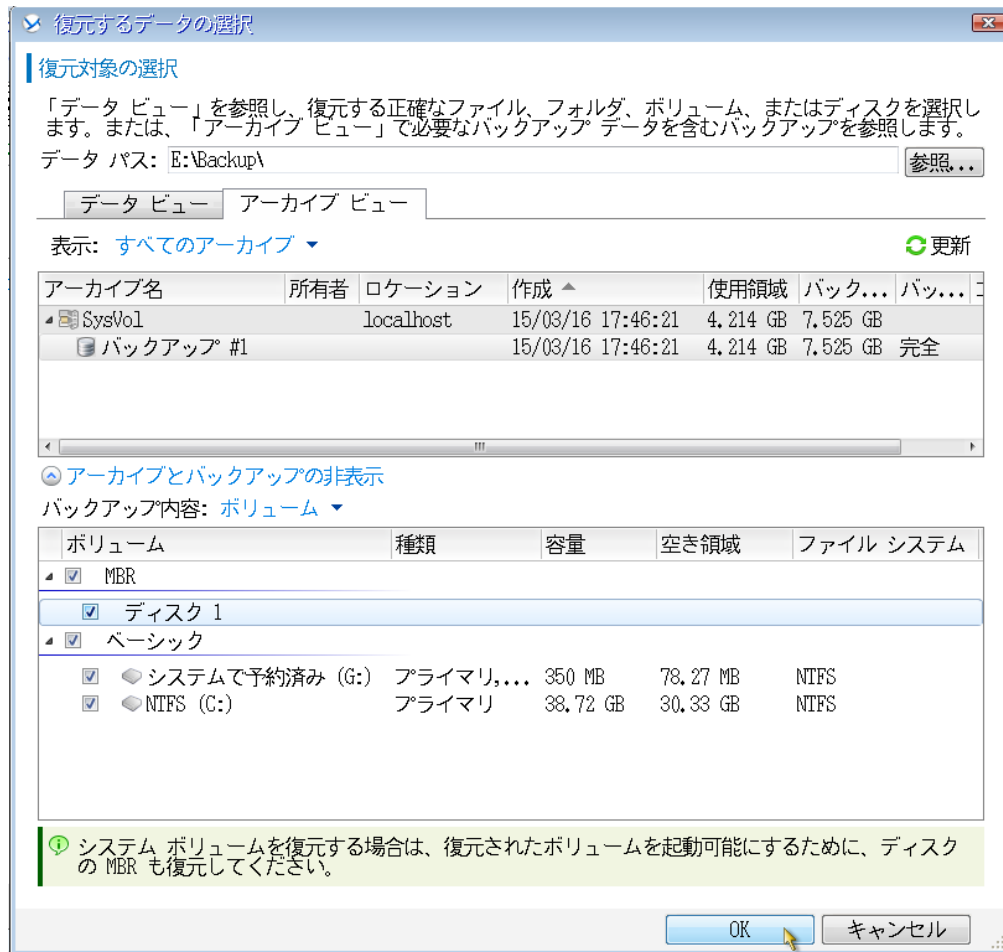 復元するデータの選択
復元対象の選択
「データ ビュー」を参照し、復元する正確なファイル、フォルダ、ボリューム、またはディスクを選択し
ます。または、「アーカイブ ビュー」で必要なバックアップ データを含むバックアップを参照します。
データ パス: E:\Backup\ 参照...
データ ビュー アーカイブ ビュー
表示: すべてのアーカイブ 更新
アーカイブ名 所有者 ロケーション 作成 使用領域 バック... バッ...
SysVol localhost 15/03/16 17:46:21 4.214 GB 7.525 GB
バックアップ #1 15/03/16 17:46:21 4.214 GB 7.525 GB 完全
アーカイブとバックアップの非表示
バックアップ内容: ボリューム
ボリューム 種類 容量 空き領域 ファイル システム
MBR
ディスク 1
ベーシック
システムで予約済み (G:) プライマリ,... 350 MB 78.27 MB NTFS
NTFS (C:) プライマリ 38.72 GB 30.33 GB NTFS
システム ボリュームを復元する場合は、復元されたボリュームを起動可能にするために、ディスク
の MBR も復元してください。
OK キャンセル